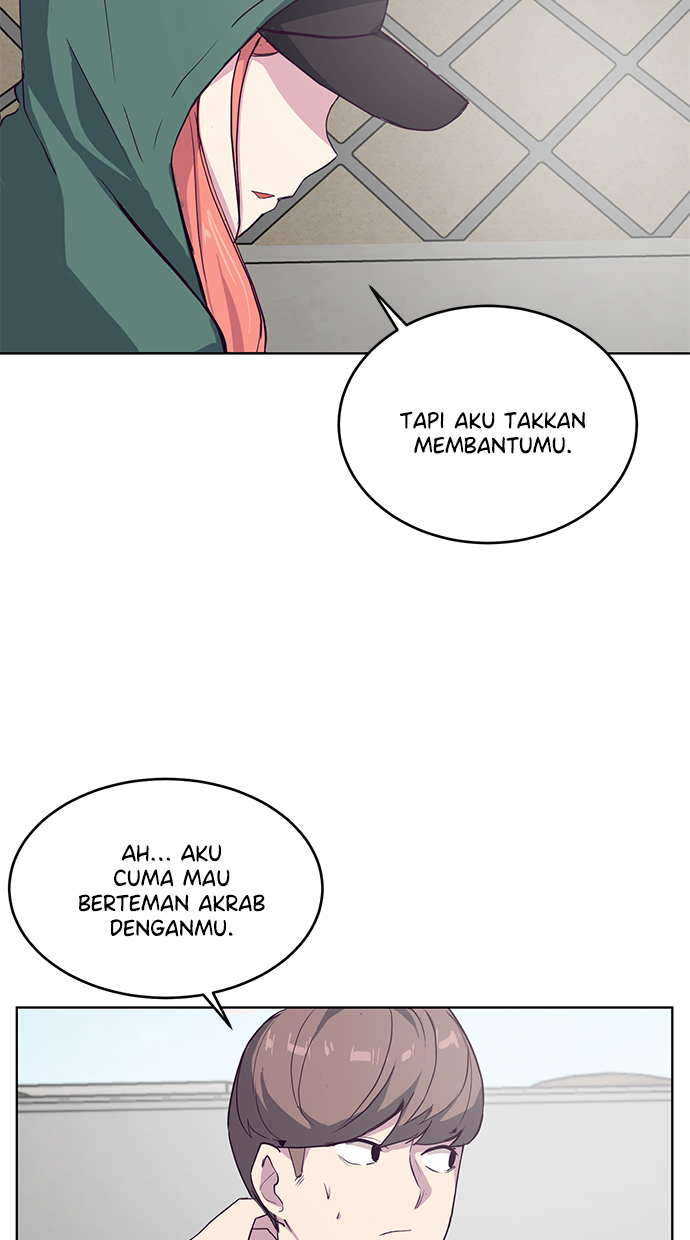 TAPI AKU TAKKAN
MEMBANTUMU.
AH... AKU
CUMA MAU
BERTEMAN AKRAB
DENGANMU.